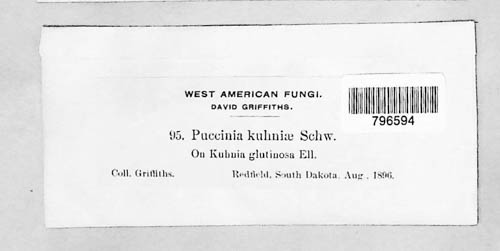 WEST AMERICAN FUNGI.
DAVID GRIFFITHS.
796594
95. Puccinia kuhniæ Schw.
On Kuhnia glutinosa Ell.
Coll. Griffiths. Redfield, South Dakota, Aug., 1896.